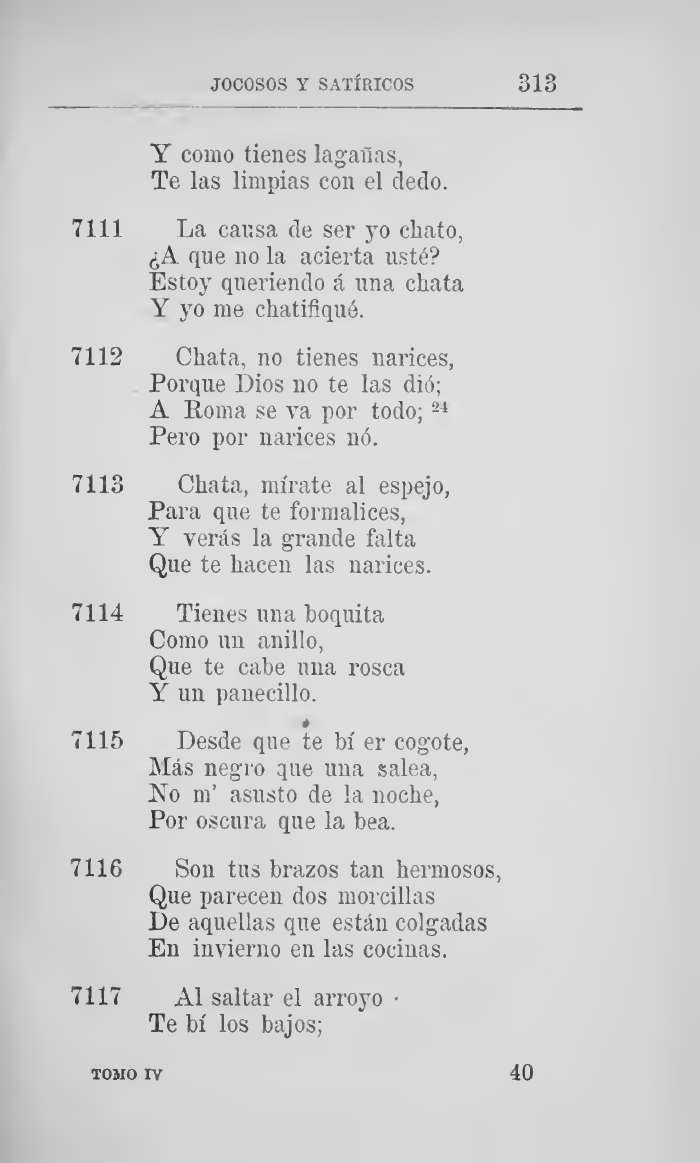 JOCOSOS Y SATÍRICOS 313
Y como tienes lagañas,
Te las limpias con el dedo.
7111 La causa de ser yo chato,
¿A que no la acierta usté?
Estoy queriendo á una chata
Y yo me chatifiqué.
7112 Chata, no tienes narices,
Porque Dios no te las dió;
A Roma se va por todo; 24
Pero por narices nó.
7113 Chata, mírate al espejo,
Para que te formalices,
Y verás la grande falta
Que te hacen las narices.
7114 Tienes una boquita
Como un anillo,
Que te cabe una rosca
Y un panecillo.
7115 Desde que te bí er cogote,
Más negro que una salea,
No m' asusto de la noche,
Por oscura que la bea.
7116 Son tus brazos tan hermosos,
Que parecen dos morcillas
De aquellas que están colgadas
En invierno en las cocinas.
7117 Al saltar el arroyo
Te bí los bajos;
TOMO IV 40